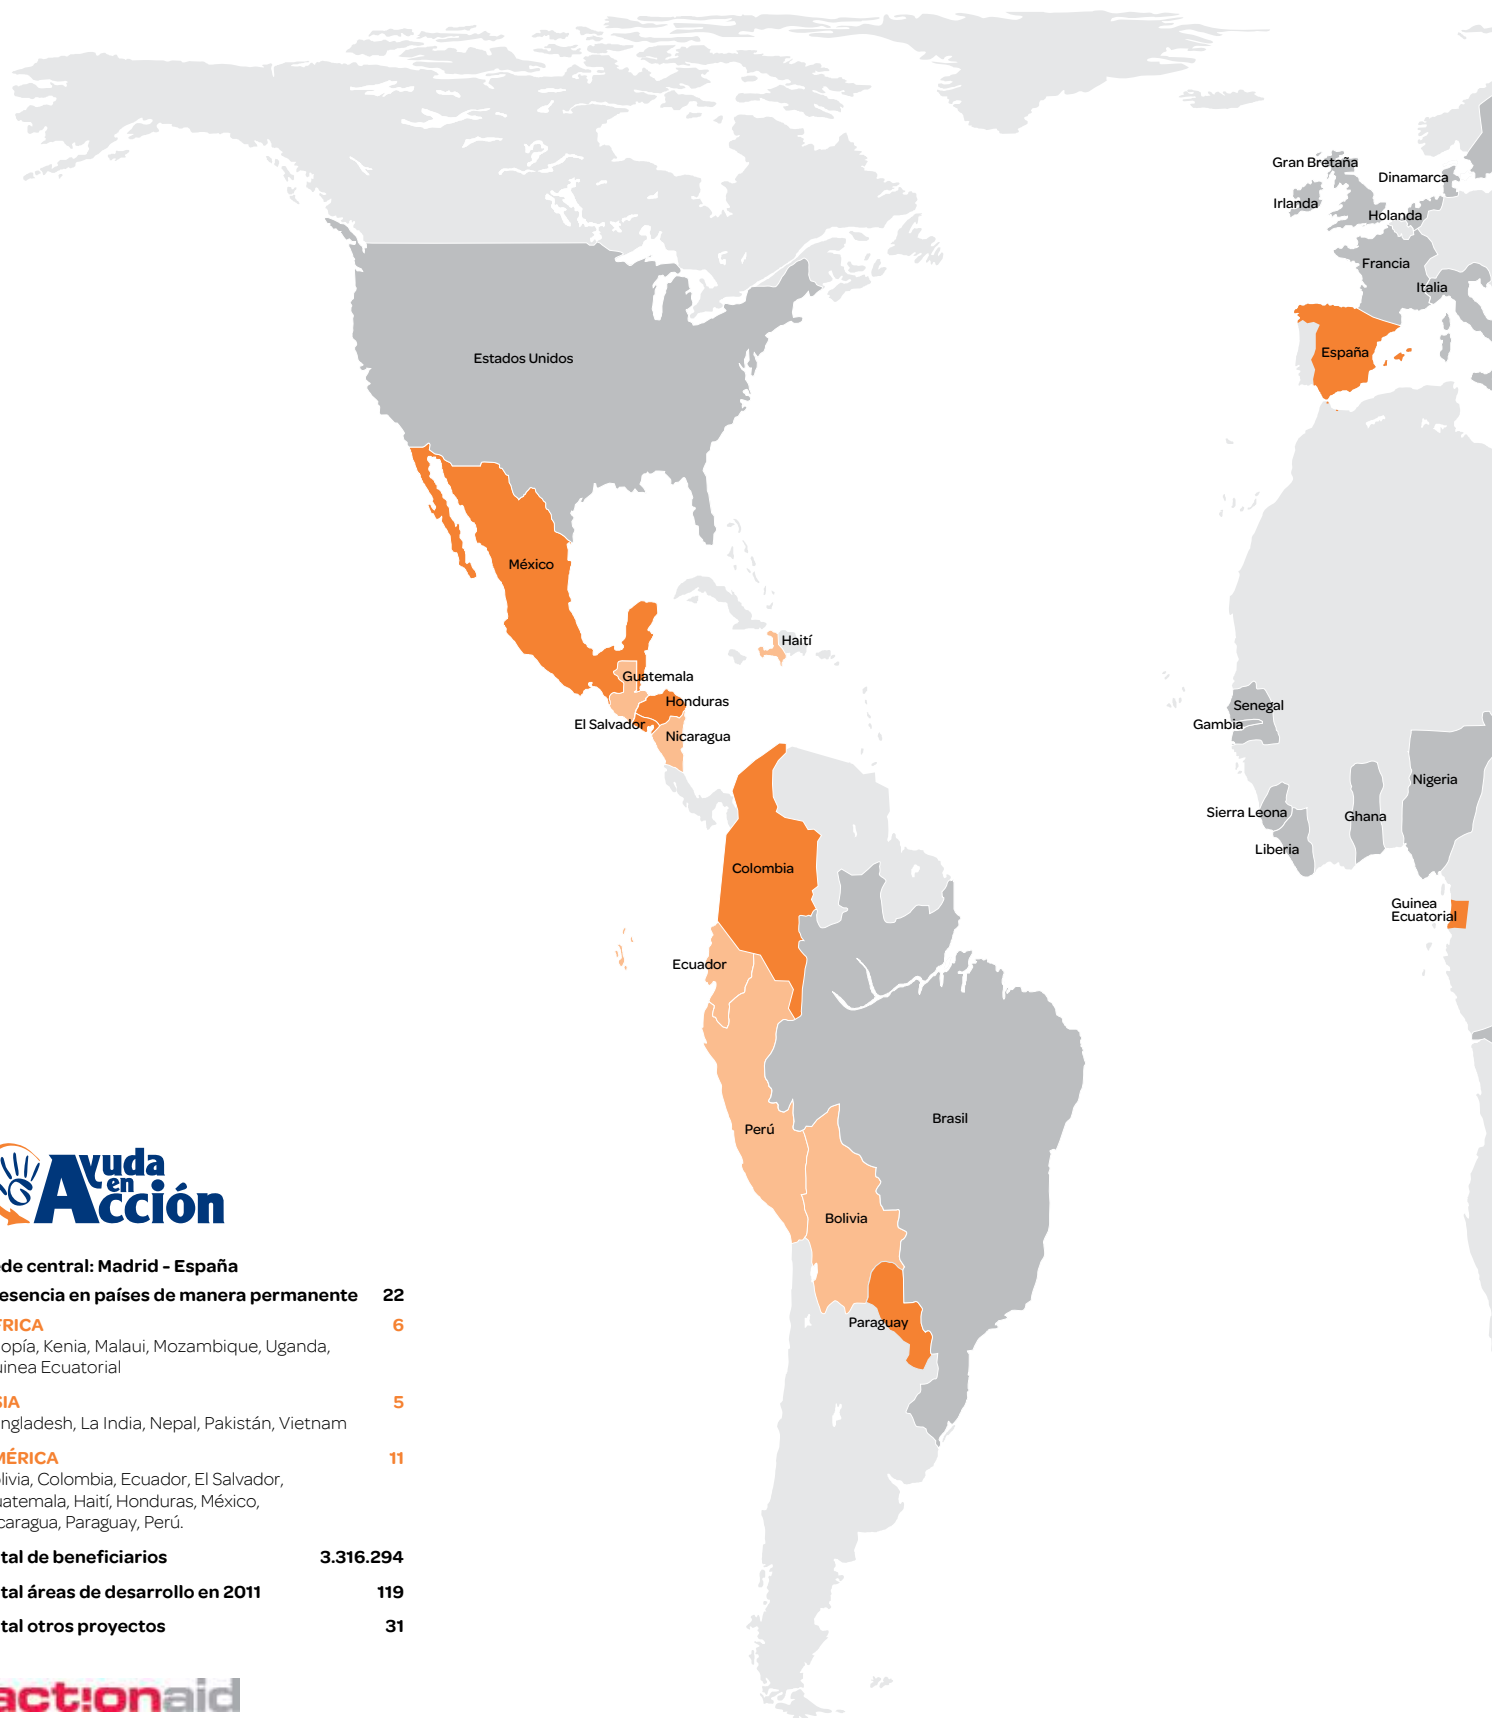 Gran Bretaña
Dinamarca
Irlanda
Holanda
Francia
Italia
España
Estados Unidos
México
Haití
Guatemala
Honduras
El Salvador
Nicaragua
Senegal
Gambia
Nigeria
Sierra Leona
Ghana
Liberia
Colombia
Guinea
Ecuatorial
Ecuador
Brasil
Perú
Bolivia
Paraguay
Ayuda
en
Acción
de central: Madrid - España
esencia en países de manera permanente 22
FRICA 6
opía, Kenia, Malaui, Mozambique, Uganda,
uinea Ecuatorial
SIA 5
ngladesh, La India, Nepal, Pakistán, Vietnam
MÉRICA 11
livia, Colombia, Ecuador, El Salvador,
uatemala, Haití, Honduras, México,
caragua, Paraguay, Perú.
tal de beneficiarios 3.316.294
tal áreas de desarrollo en 2011 119
tal otros proyectos 31
act!onaid